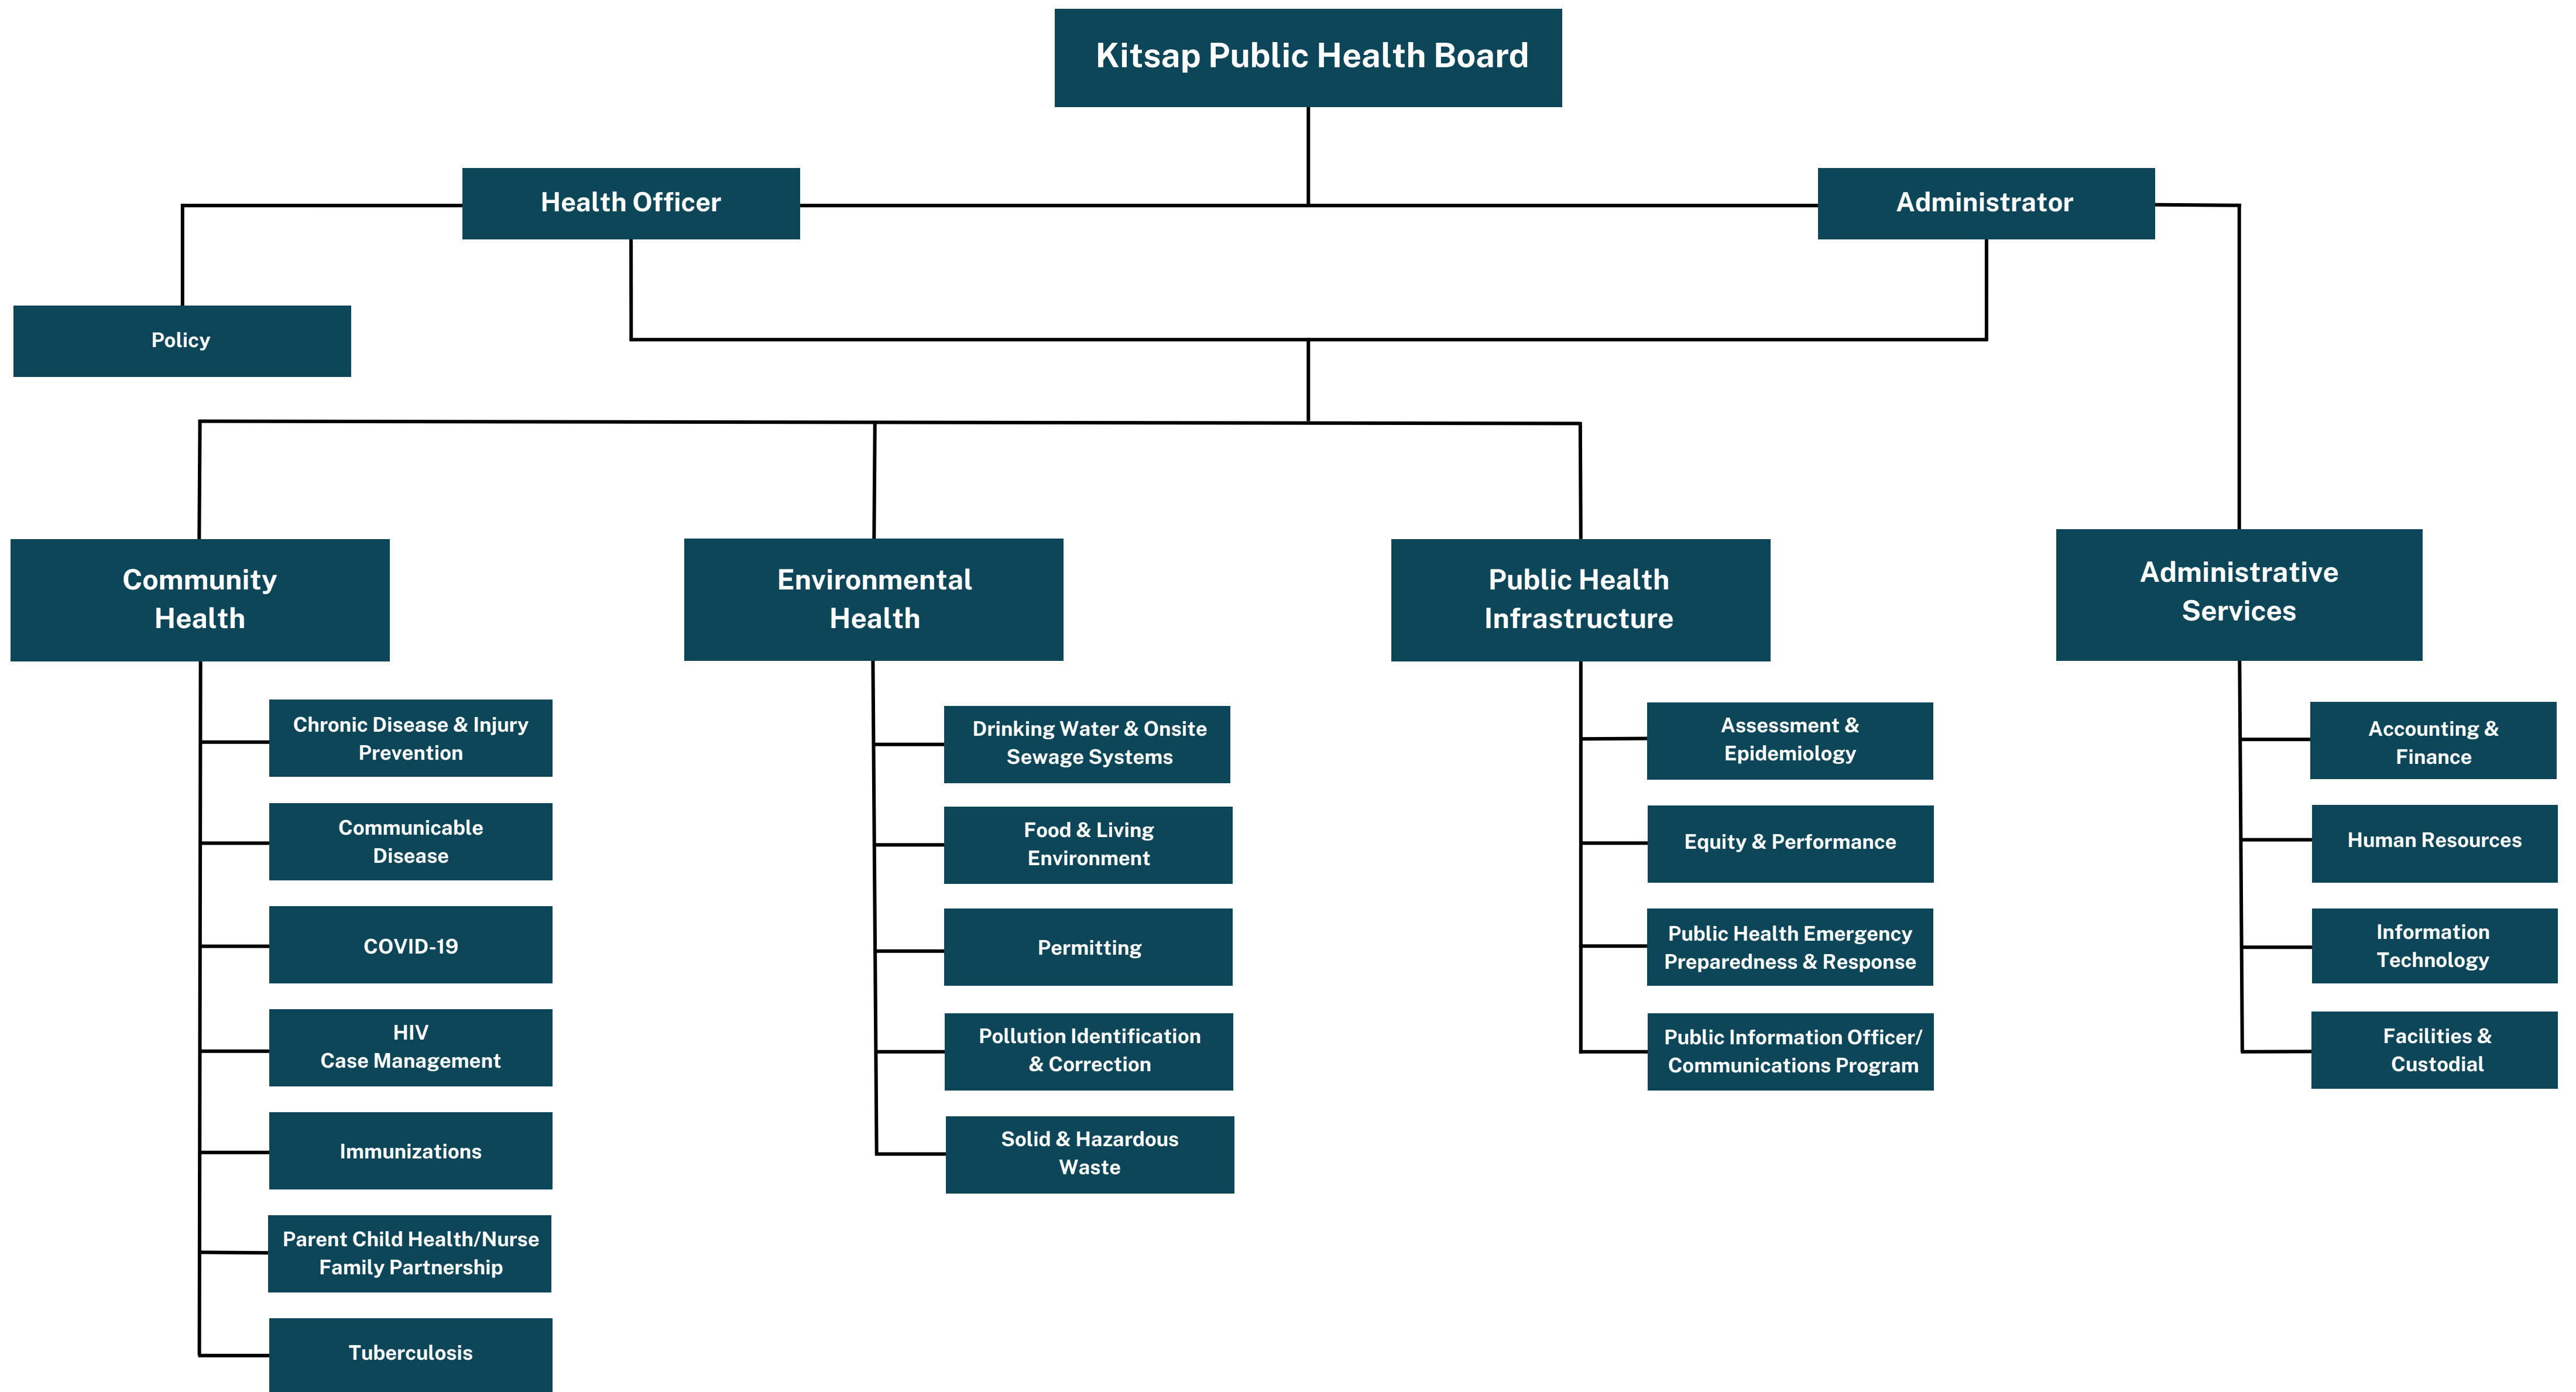 Kitsap Public Health Board
Health Officer
Administrator
Policy
Community
Health
Environmental
Health
Public Health
Infrastructure
Administrative
Services
Chronic Disease & Injury
Prevention
Communicable
Disease
COVID-19
HIV
Case Management
Immunizations
Parent Child Health/Nurse
Family Partnership
Tuberculosis
Drinking Water & Onsite
Sewage Systems
Food & Living
Environment
Permitting
Pollution Identification
& Correction
Solid & Hazardous
Waste
Assessment &
Epidemiology
Equity & Performance
Public Health Emergency
Preparedness & Response
Public Information Officer/
Communications Program
Accounting &
Finance
Human Resources
Information
Technology
Facilities &
Custodial